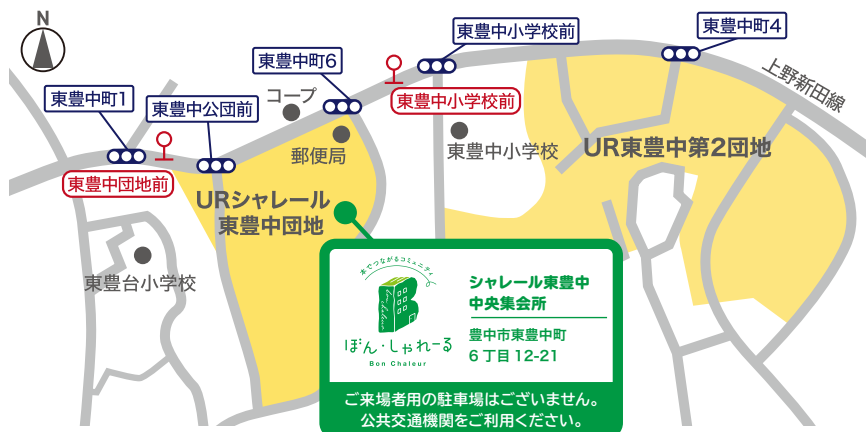 N
東豊中小学校前
東豊中町4
東豊中町6
上野新田線
コープ
東豊中町1
東豊中公団前
東豊中小学校前
郵便局
東豊中小学校
UR東豊中第2団地
東豊中団地前
URシャレール
東豊中団地
東豊台小学校
本でつながるコミュニティ
Bon chaleur
ぼん・しゃれーる
Bon Chaleur
シャレール東豊中
中央集会所
豊中市東豊中町
6丁目12-21
ご来場者用の駐車場はございません。
公共交通機関をご利用ください。